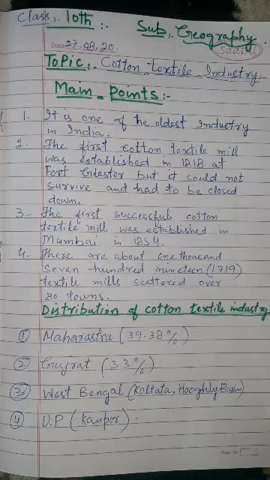 Class:- 10th
Sub:- Geography
Date 27.08.20
Topic:- Cotton Textile Industry.
Main Points:-
1. It is one of the oldest Industry
in India.
2. The first cotton textile mill
was established in 1818 at
Fort Glaster but it could not
survive and had to be closed
down.
3. The first successful cotton
textile mill was established in
Mumbai in 1854.
4. There are about one thousand
seven hundred nineteen (1719)
textile mills scattered over
80 towns.
Distribution of cotton textile industry
① Maharastra (39.38%)
② Gujrat (33%)
③ West Bengal (Kolkata, Hooghly Basin)
④ U.P (Kanpor).